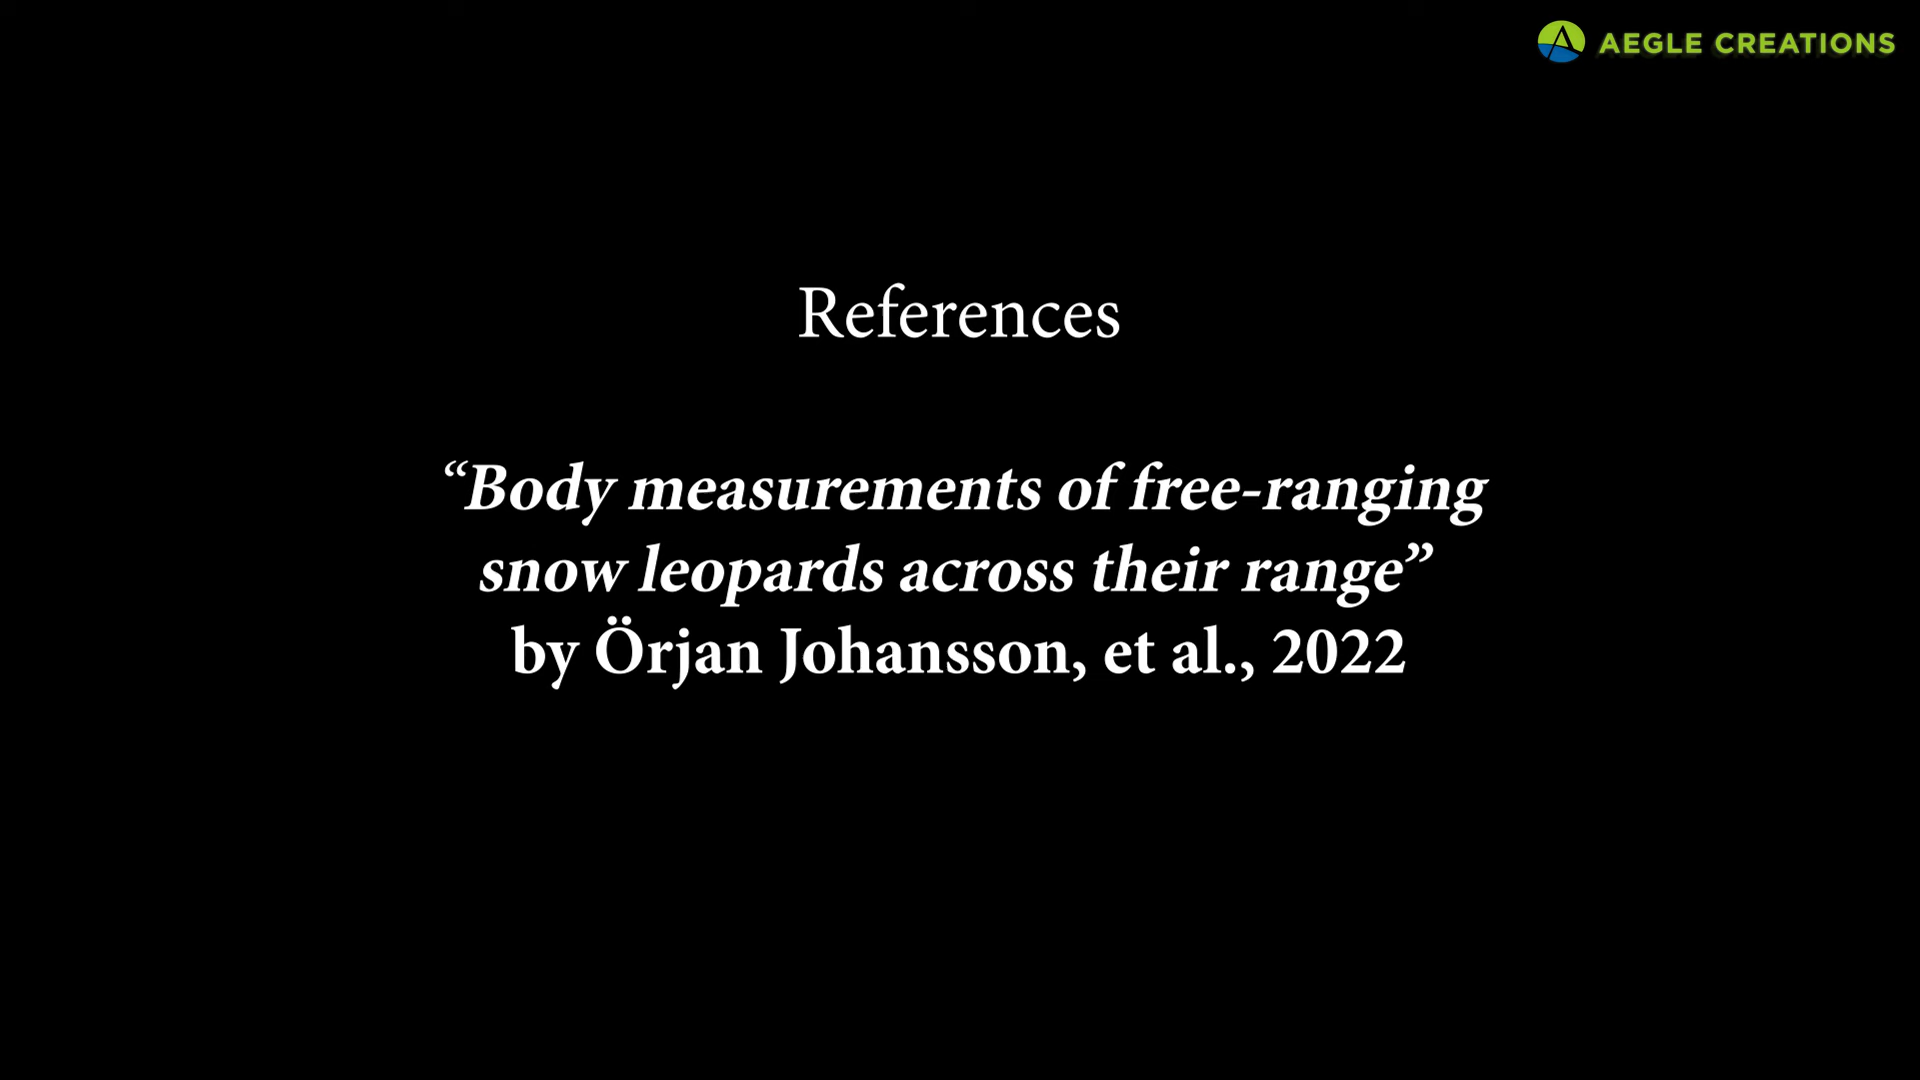 AEGLE CREATIONS
References
“Body measurements of free-ranging
snow leopards across their range”
by Örjan Johansson, et al., 2022